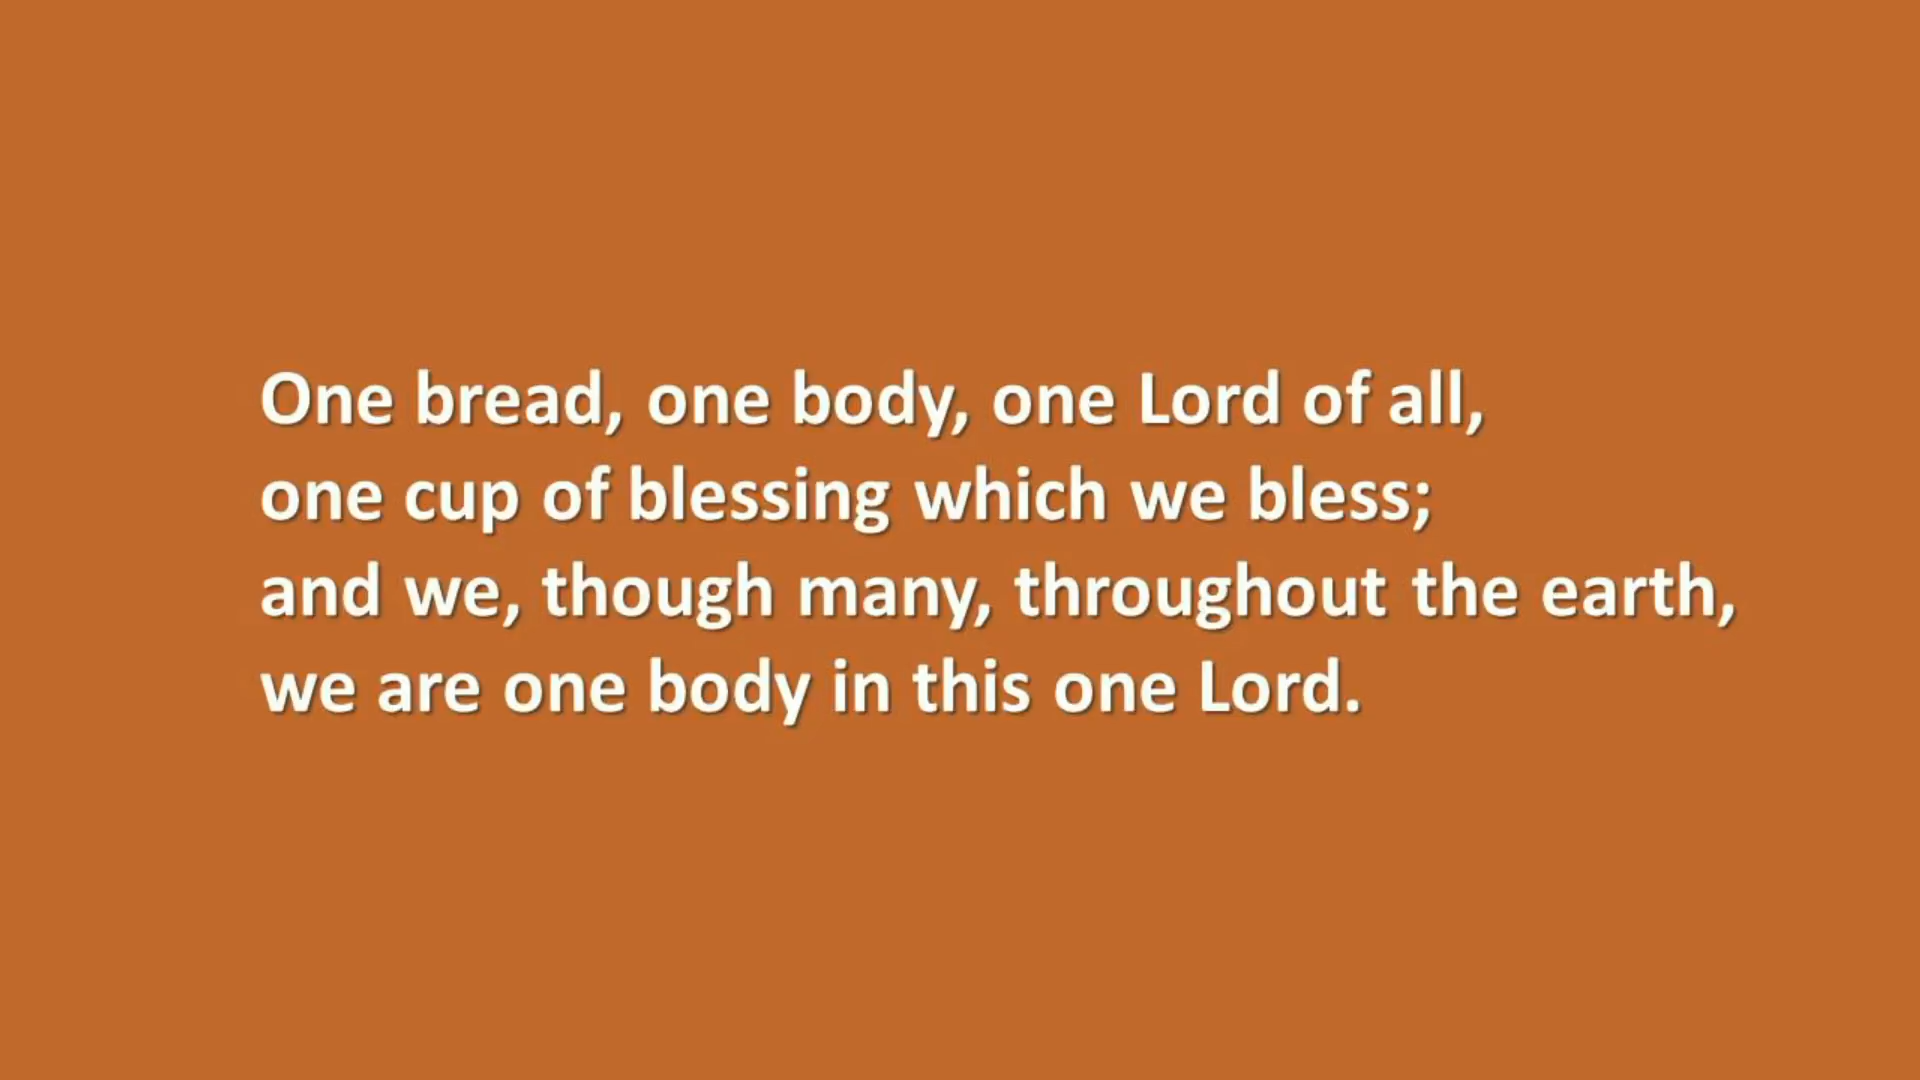 One bread, one body, one Lord of all,
one cup of blessing which we bless;
and we, though many, throughout the earth,
we are one body in this one Lord.